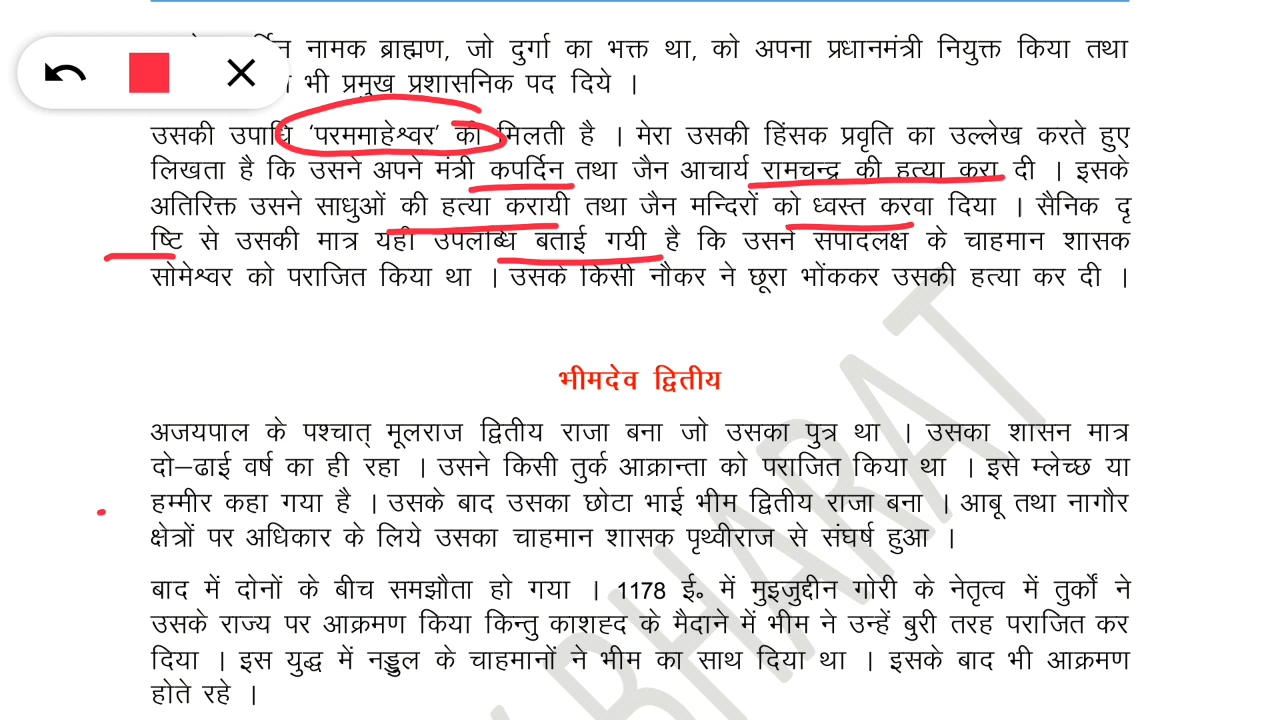 नामक ब्राह्मण, जो दुर्गा का भक्त था, को अपना प्रधानमंत्री नियुक्त किया तथा
भी प्रमुख प्रशासनिक पद दिये ।
उसकी उपाधि ‘परममाहेश्वर’ की मिलती है । मेरा उसकी हिंसक प्रवृति का उल्लेख करते हुए
लिखता है कि उसने अपने मंत्री कपर्दिन तथा जैन आचार्य रामचन्द्र की हत्या करा दी । इसके
अतिरिक्त उसने साधुओं की हत्या करायी तथा जैन मन्दिरों को ध्वस्त करवा दिया । सैनिक दृ
ष्टि से उसकी मात्र यही उपलब्धि बताई गयी है कि उसने सपादलक्ष के चाहमान शासक
सोमेश्वर को पराजित किया था । उसके किसी नौकर ने छूरा भोंककर उसकी हत्या कर दी ।
भीमदेव द्वितीय
अजयपाल के पश्चात् मूलराज द्वितीय राजा बना जो उसका पुत्र था । उसका शासन मात्र
दो–ढाई वर्ष का ही रहा । उसने किसी तुर्क आक्रान्ता को पराजित किया था । इसे म्लेच्छ या
हम्मीर कहा गया है । उसके बाद उसका छोटा भाई भीम द्वितीय राजा बना । आबू तथा नागौर
क्षेत्रों पर अधिकार के लिये उसका चाहमान शासक पृथ्वीराज से संघर्ष हुआ ।
बाद में दोनों के बीच समझौता हो गया । 1178 ई॰ में मुइजुद्दीन गोरी के नेतृत्व में तुर्कों ने
उसके राज्य पर आक्रमण किया किन्तु काशह्द के मैदाने में भीम ने उन्हें बुरी तरह पराजित कर
दिया । इस युद्ध में नड्डुल के चाहमानों ने भीम का साथ दिया था । इसके बाद भी आक्रमण
होते रहे ।
BHARAT